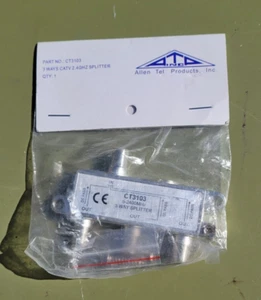 PART NO: CT3103
3 WAY CATV 2.4GHZ SPLITTER
QTY: 1
Allen Tel Products, Inc.
CE
CT3103
3 WAY SPLITTER
OUT